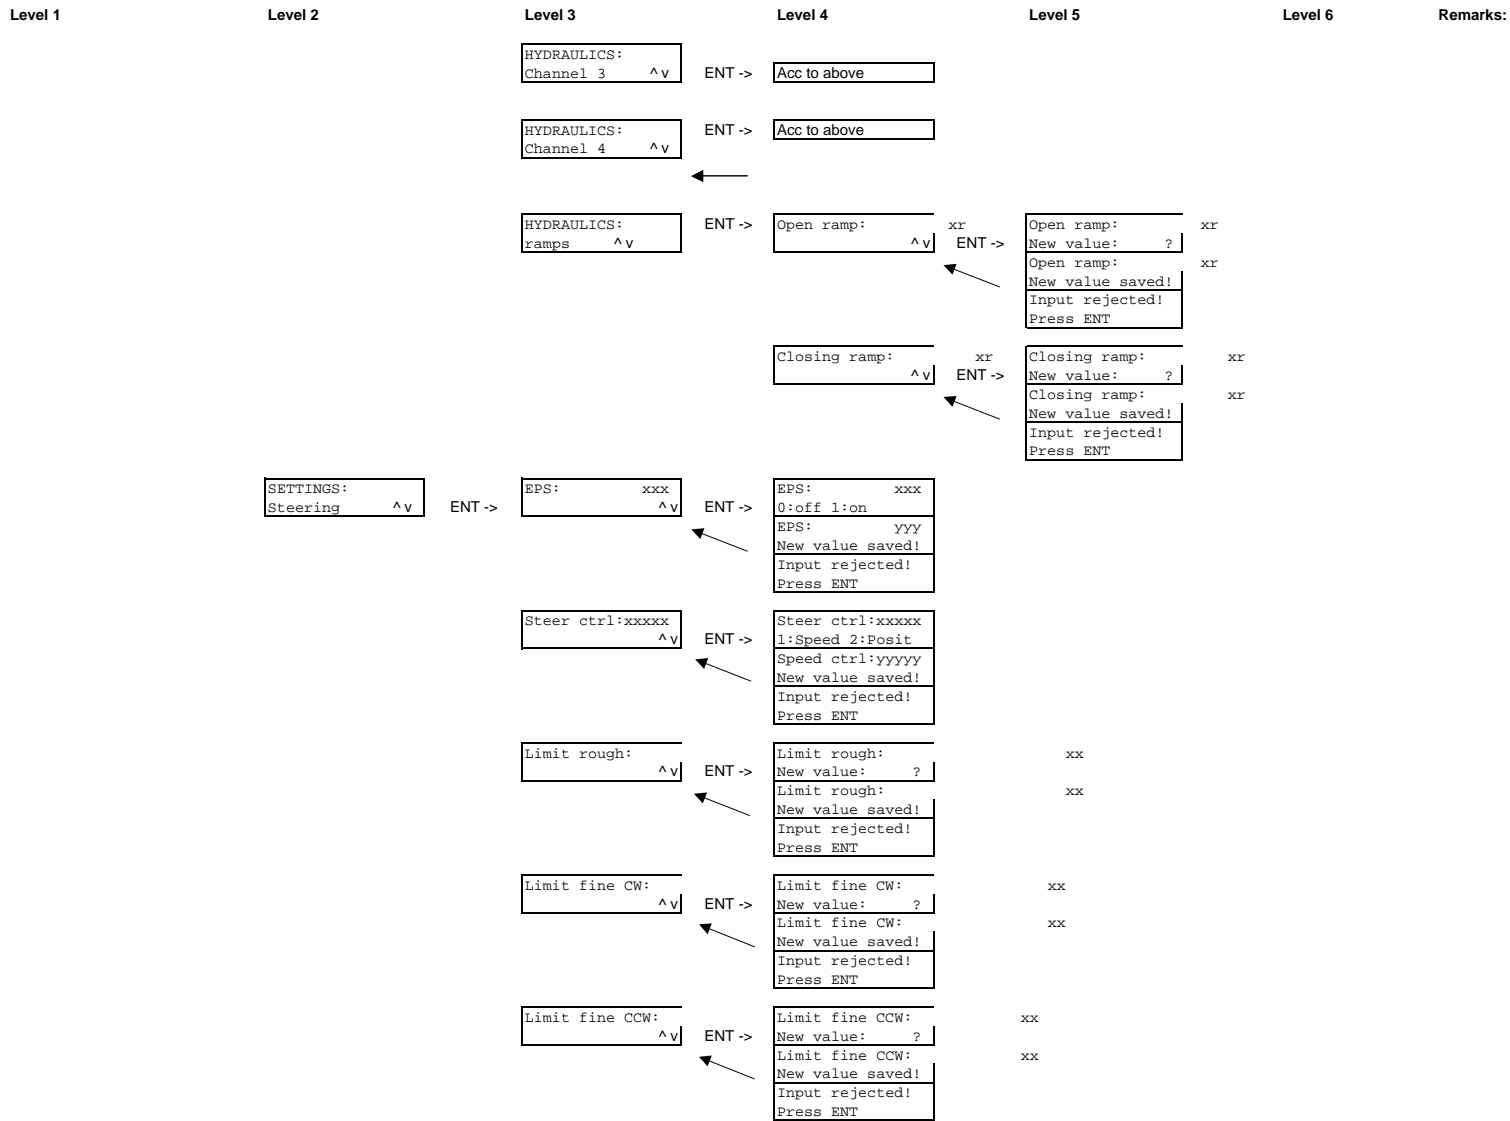 Level 1 Level 2 Level 3 Level 4 Level 5 Level 6 Remarks:
HYDRAULICS:
Channel 3 ^ v ENT -> Acc to above
HYDRAULICS: ENT -> Acc to above
Channel 4 ^ v
HYDRAULICS: ENT -> Open ramp: xr Open ramp: xr
ramps ^ v ^ v ENT -> New value: ?
Open ramp: xr
New value saved!
Input rejected!
Press ENT
Closing ramp: xr Closing ramp: xr
^ v ENT -> New value: ?
Closing ramp: xr
New value saved!
Input rejected!
Press ENT
SETTINGS: EPS: xxx EPS: xxx
Steering ^ v ENT -> ^ v ENT -> 0:off 1:on
EPS: yyy
New value saved!
Input rejected!
Press ENT
Steer ctrl:xxxxx Steer ctrl:xxxxx
^ v ENT -> 1:Speed 2:Posit
Speed ctrl:yyyyy
New value saved!
Input rejected!
Press ENT
Limit rough: Limit rough: xx
^ v ENT -> New value: ?
Limit rough: xx
New value saved!
Input rejected!
Press ENT
Limit fine CW: Limit fine CW: xx
^ v ENT -> New value: ?
Limit fine CW: xx
New value saved!
Input rejected!
Press ENT
Limit fine CCW: Limit fine CCW: xx
^ v ENT -> New value: ?
Limit fine CCW: xx
New value saved!
Input rejected!
Press ENT